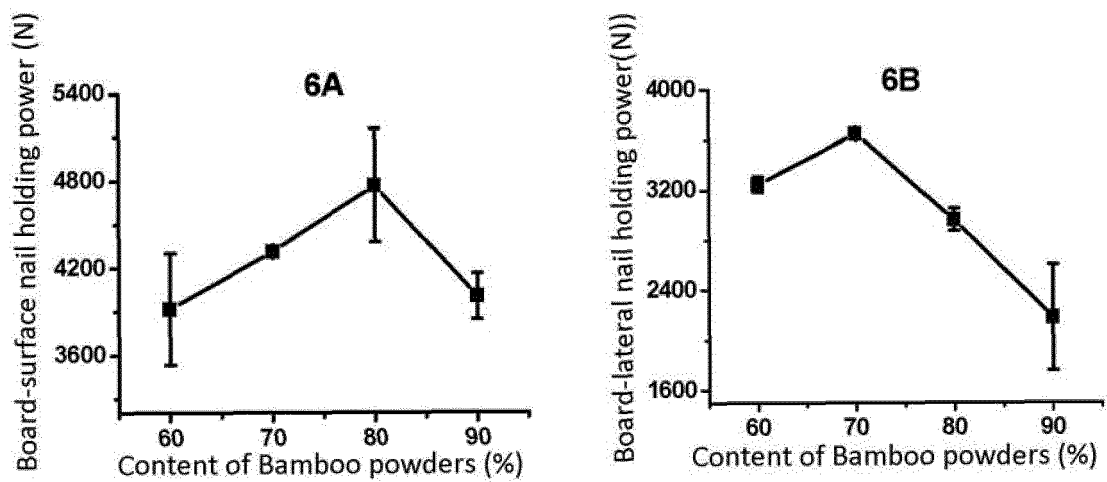 6A
Board-surface nail holding power (N)
5400
4800
4200
3600
60 70 80 90
Content of Bamboo powders (%)
6B
Board-lateral nail holding power(N))
4000
3200
2400
1600
60 70 80 90
Content of Bamboo powders (%)